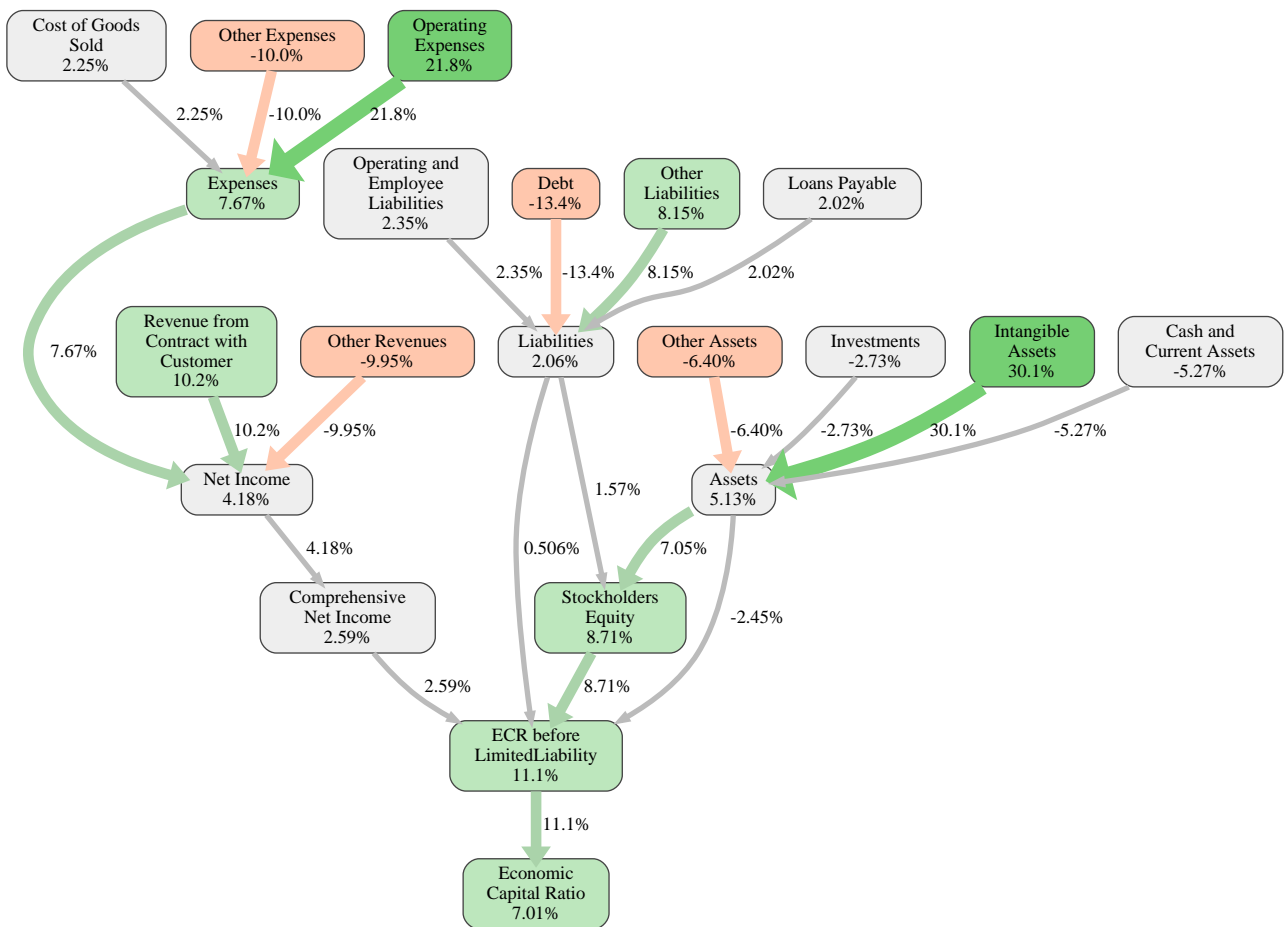 Cost of Goods
Sold
2.25%
Other Expenses
-10.0%
Operating
Expenses
21.8%
2.25%
-10.0%
21.8%
Expenses
7.67%
Operating and
Employee
Liabilities
2.35%
Debt
-13.4%
Other
Liabilities
8.15%
Loans Payable
2.02%
2.35%
-13.4%
8.15%
2.02%
7.67%
Revenue from
Contract with
Customer
10.2%
Other Revenues
-9.95%
Liabilities
2.06%
Other Assets
-6.40%
Investments
-2.73%
Intangible
Assets
30.1%
Cash and
Current Assets
-5.27%
10.2%
-9.95%
-6.40%
-2.73%
30.1%
-5.27%
Net Income
4.18%
Assets
5.13%
1.57%
4.18%
0.506%
7.05%
-2.45%
Comprehensive
Net Income
2.59%
Stockholders
Equity
8.71%
2.59%
8.71%
ECR before
LimitedLiability
11.1%
11.1%
Economic
Capital Ratio
7.01%